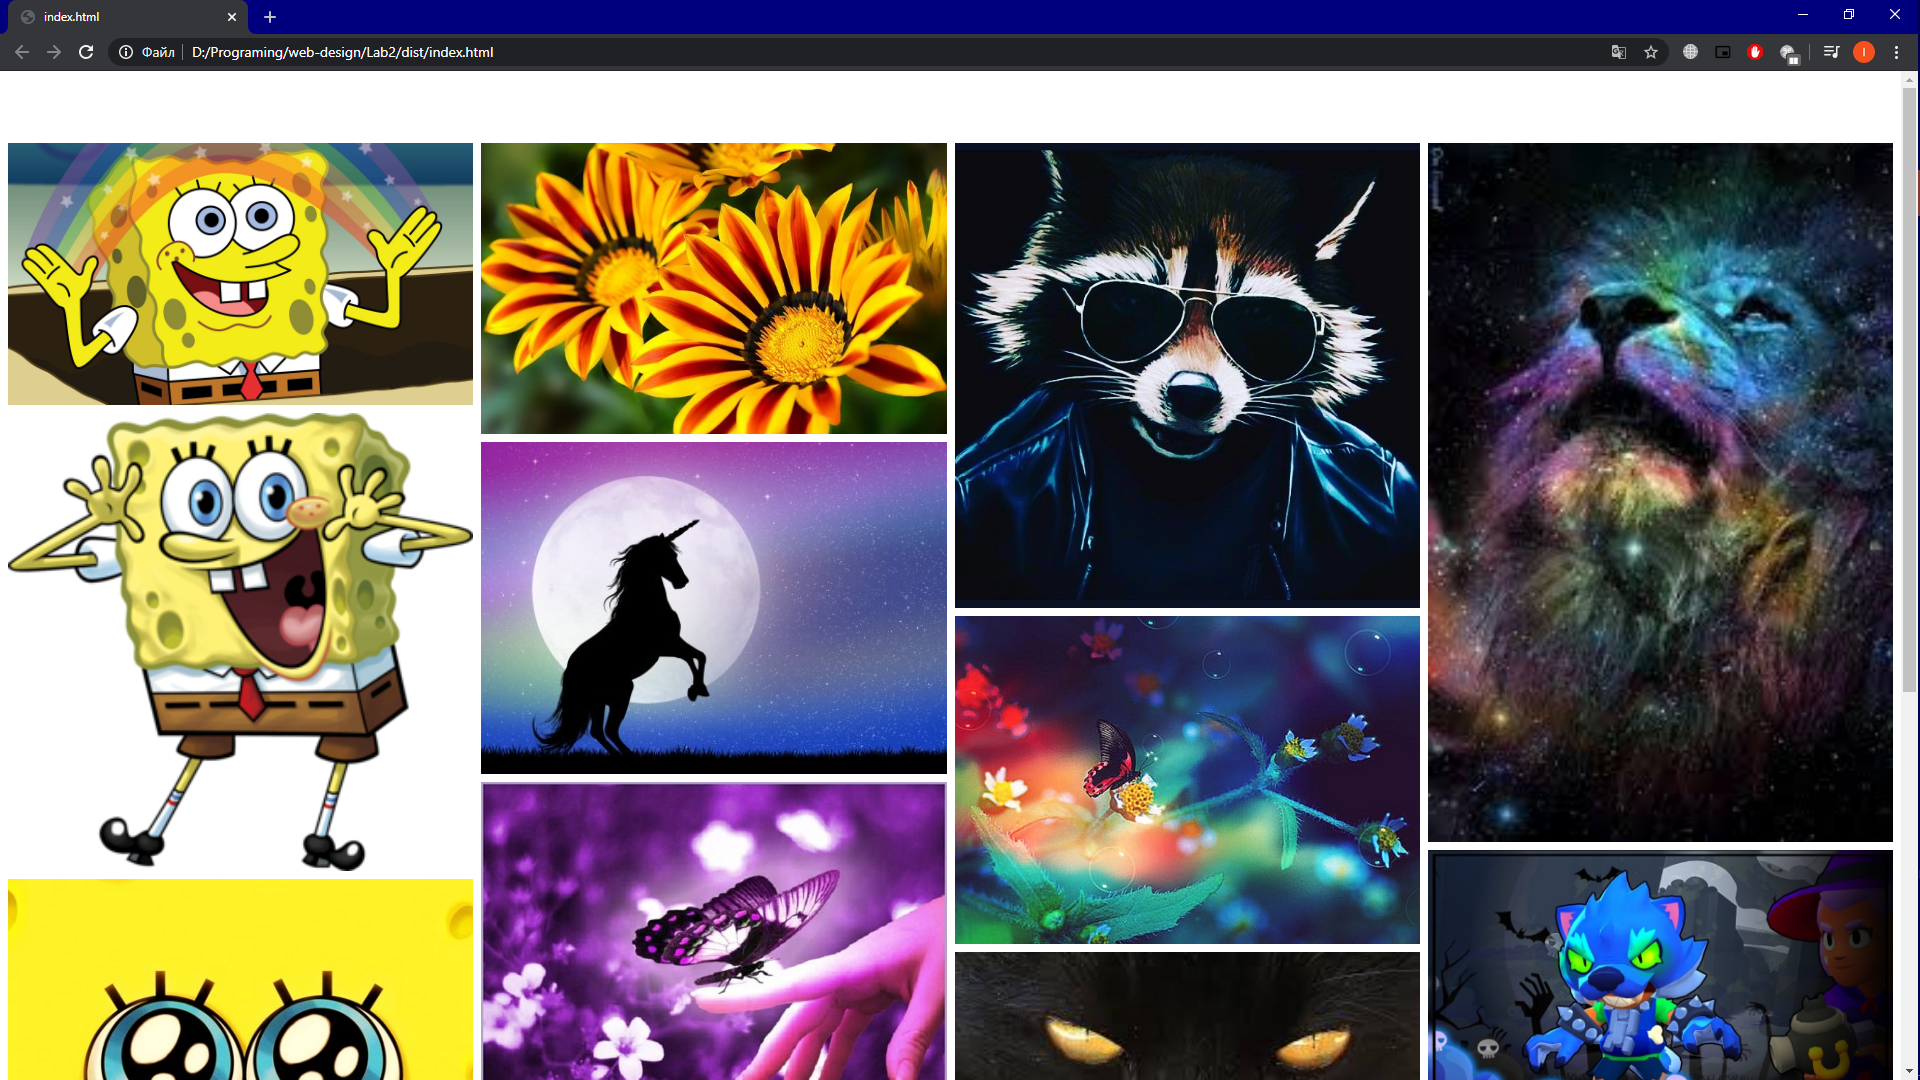 index.html
Файл
D:/Programing/web-design/Lab2/dist/index.html
I